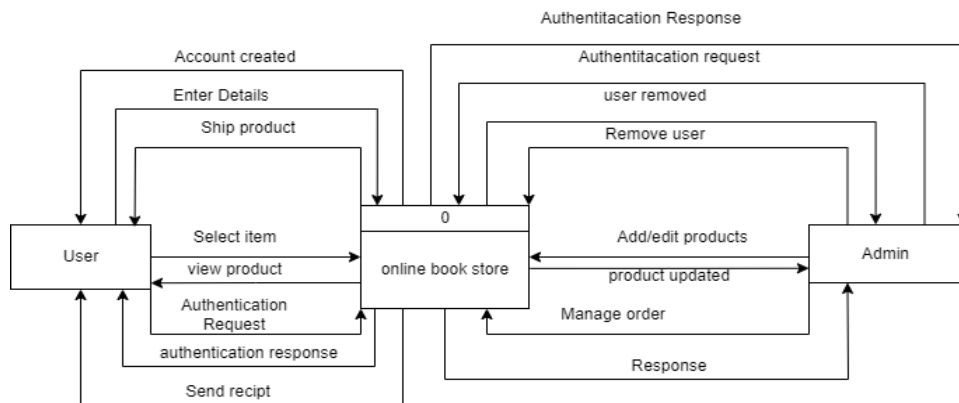 Authentitacation Response
Account created
Authentitacation request
Enter Details
user removed
Ship product
Remove user
0
Select item
Add/edit products
User
online book store
Admin
view product
product updated
Authentication
Request
Manage order
authentication response
Response
Send recipt